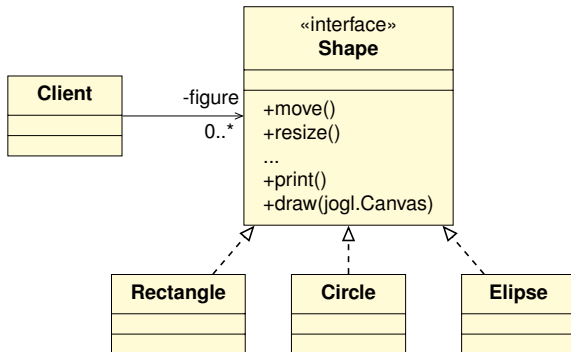 «interface»
Shape
Client
-figure
0..*
+move()
+resize()
...
+print()
+draw(jogl.Canvas)
Rectangle
Circle
Elipse